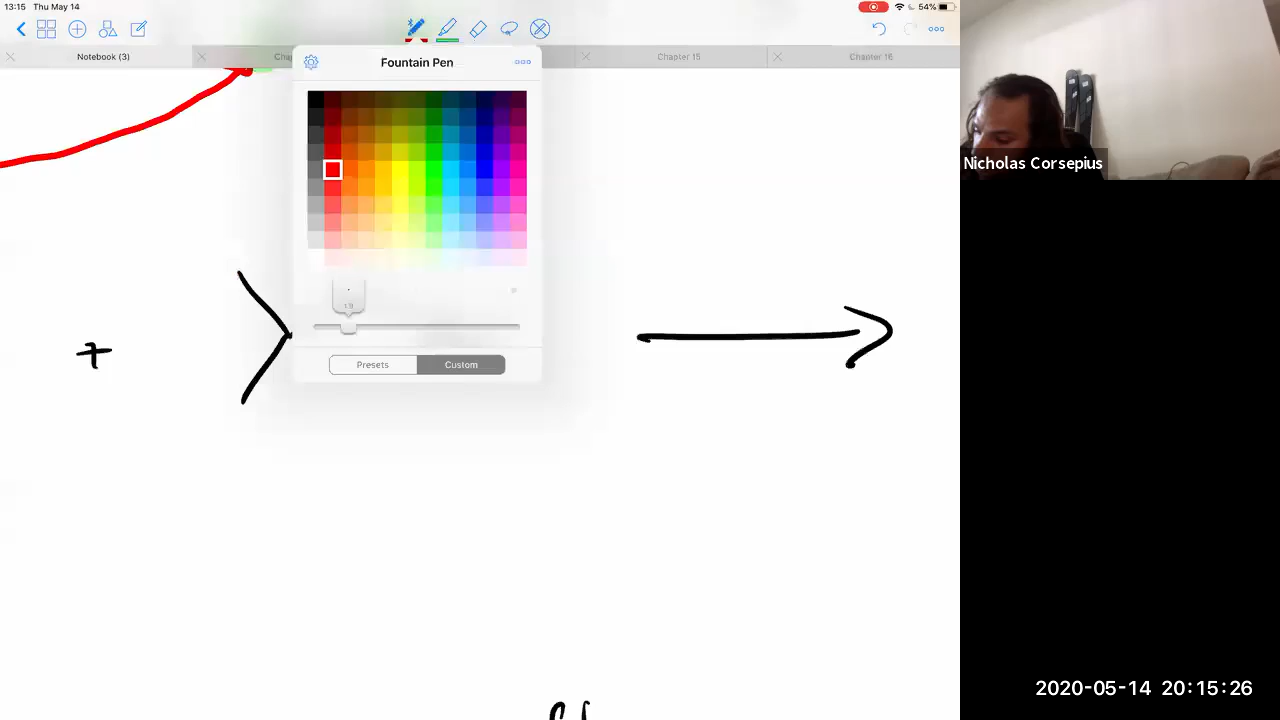 13:15 Thu May 14
54%
Notebook (3)
Chapter 15
Chapter 16
Fountain Pen
Nicholas Corsepius
+
Presets
Custom
2020-05-14 20:15:26